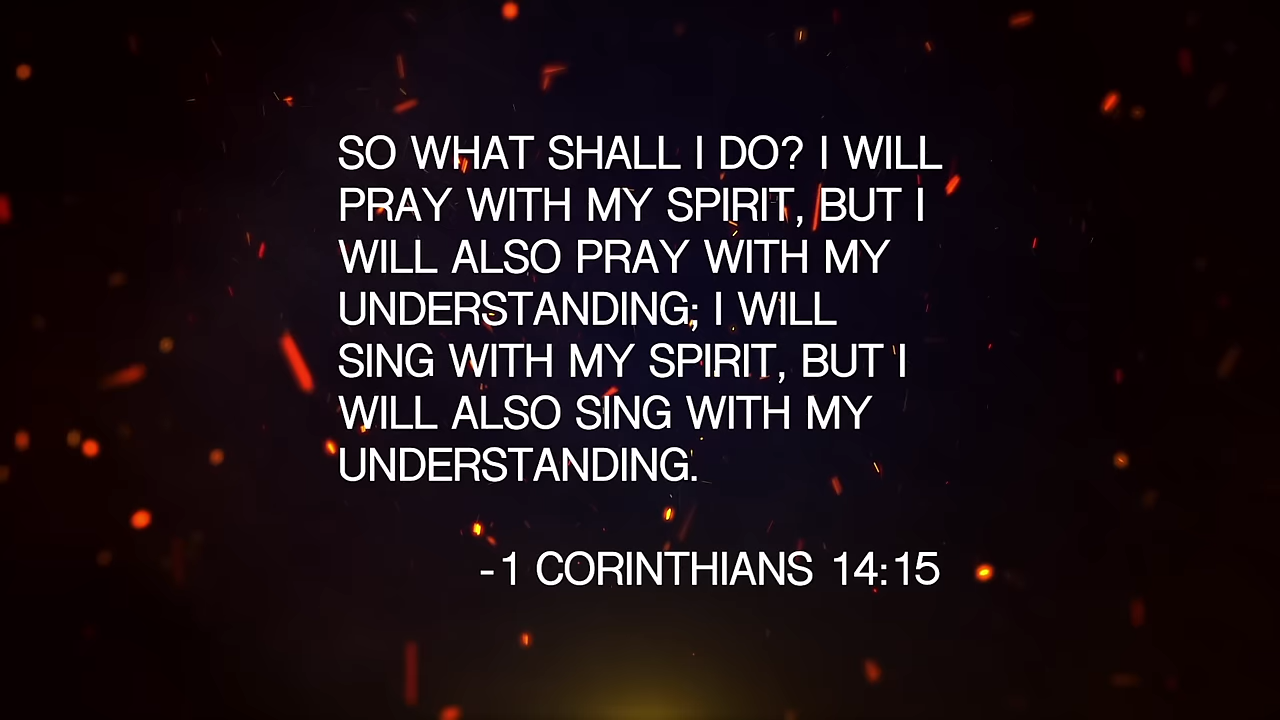 SO WHAT SHALL I DO? I WILL
PRAY WITH MY SPIRIT, BUT I
WILL ALSO PRAY WITH MY
UNDERSTANDING; I WILL
SING WITH MY SPIRIT, BUT I
WILL ALSO SING WITH MY
UNDERSTANDING.
-1 CORINTHIANS 14:15